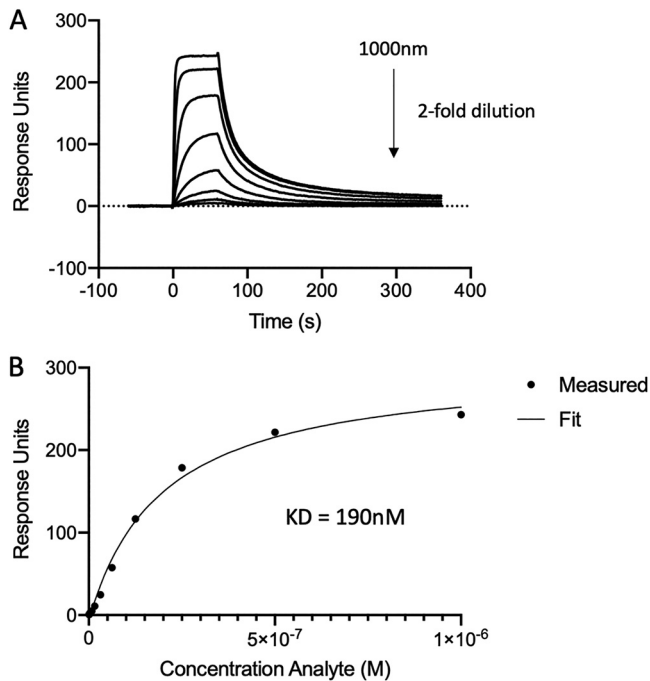 A
300
200
100
0
-100
Response Units
-100
0
100
200
300
400
Time (s)
1000nm
2-fold dilution
B
300
200
100
0
Response Units
0
5×10-7
1×10-6
Concentration Analyte (M)
KD = 190nM
Measured
Fit